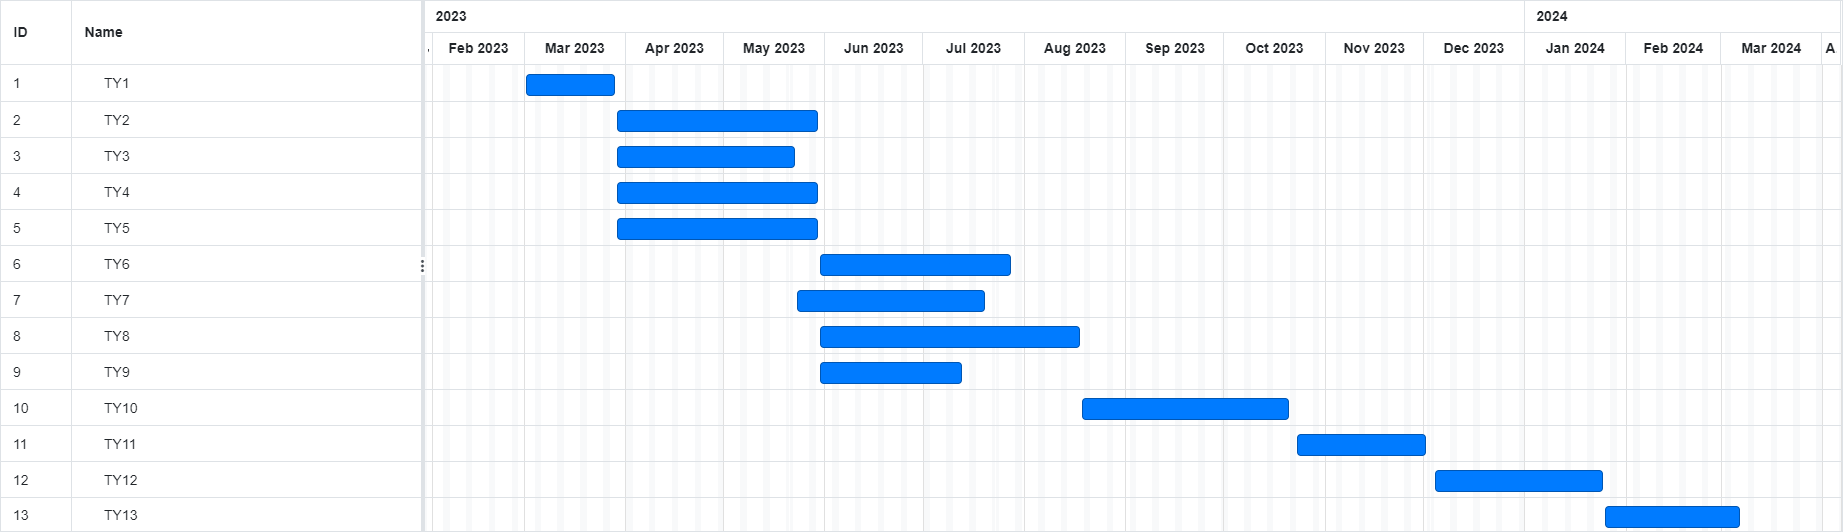 2023 2024
ID Name
Feb 2023 Mar 2023 Apr 2023 May 2023 Jun 2023 Jul 2023 Aug 2023 Sep 2023 Oct 2023 Nov 2023 Dec 2023 Jan 2024 Feb 2024 Mar 2024 A
1 TY1
2 TY2
3 TY3
4 TY4
5 TY5
6 TY6
7 TY7
8 TY8
9 TY9
10 TY10
11 TY11
12 TY12
13 TY13